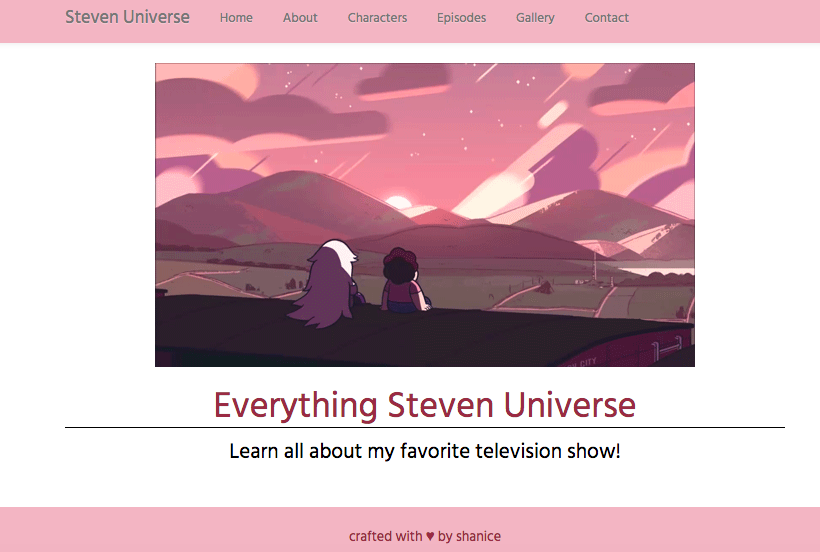 Steven Universe Home About Characters Episodes Gallery Contact
CITY
Everything Steven Universe
Learn all about my favorite television show!
crafted with ♥ by shanice